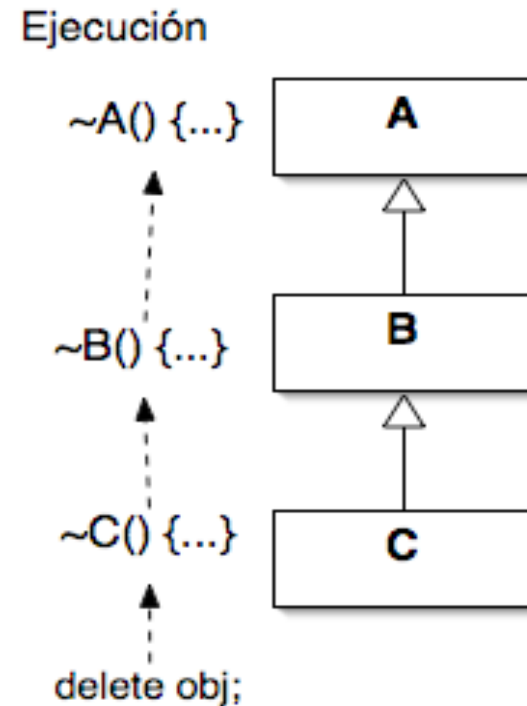 Ejecución
~A() {...}
A
~B() {...}
B
~C() {...}
C
delete obj;